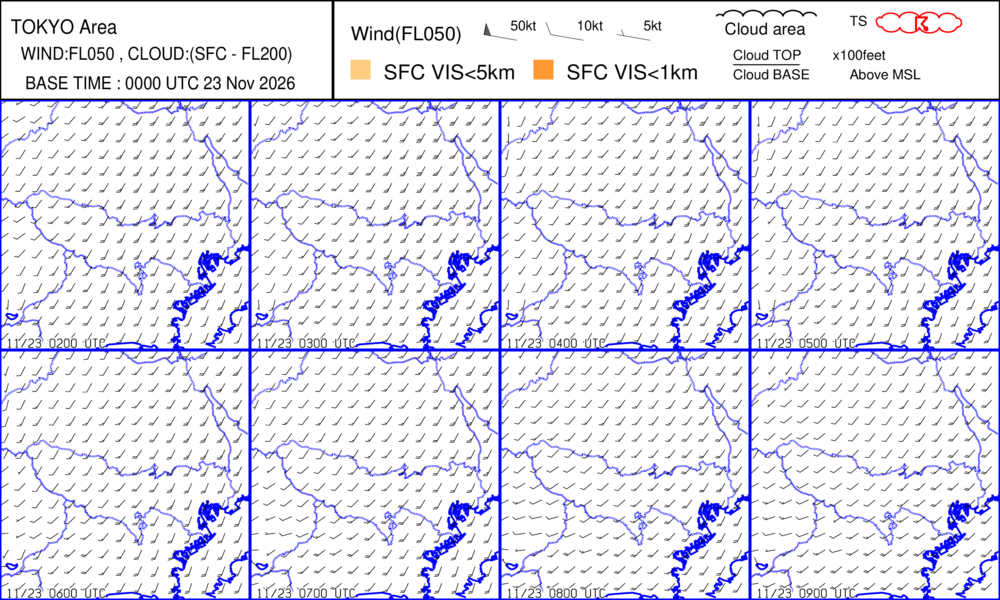 TOKYO Area
WIND:FL050 , CLOUD:(SFC - FL200)
BASE TIME : 0000 UTC 23 Nov 2026
Wind(FL050) 50kt 10kt 5kt
SFC VIS<5km SFC VIS<1km
Cloud area
Cloud TOP
Cloud BASE
x100feet
Above MSL
TS
11/23 0200 UTC
11/23 0300 UTC
11/23 0400 UTC
11/23 0500 UTC
11/23 0600 UTC
11/23 0700 UTC
11/23 0800 UTC
11/23 0900 UTC